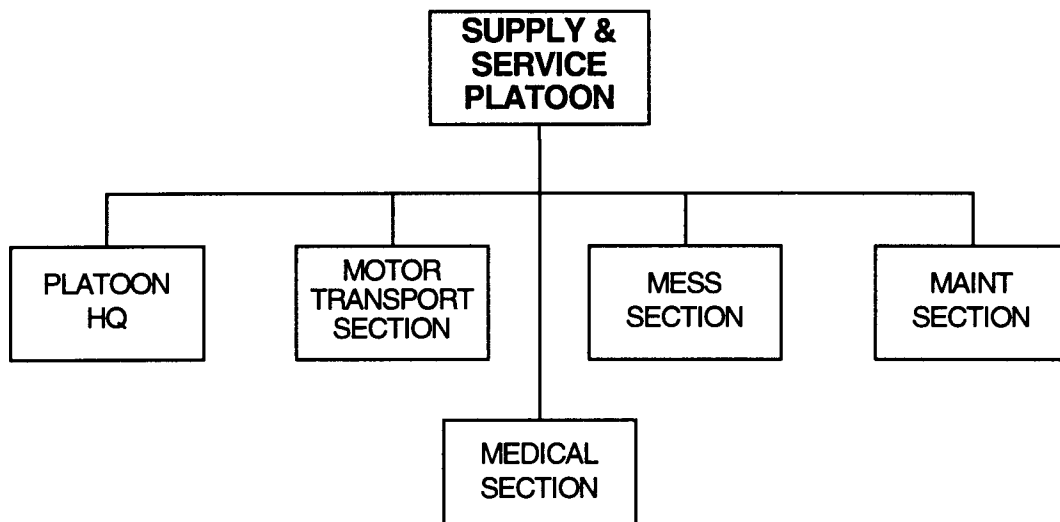 SUPPLY &
SERVICE
PLATOON
PLATOON
HQ
MOTOR
TRANSPORT
SECTION
MESS
SECTION
MAINT
SECTION
MEDICAL
SECTION